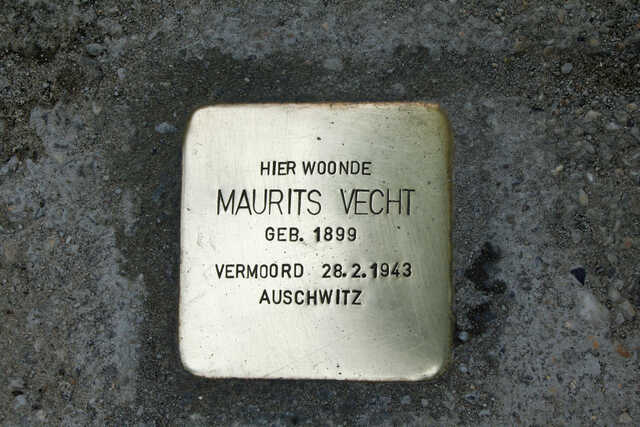 HIER WOONDE
MAURITS VECHT
GEB. 1899
VERMOORD 28.2.1943
AUSCHWITZ